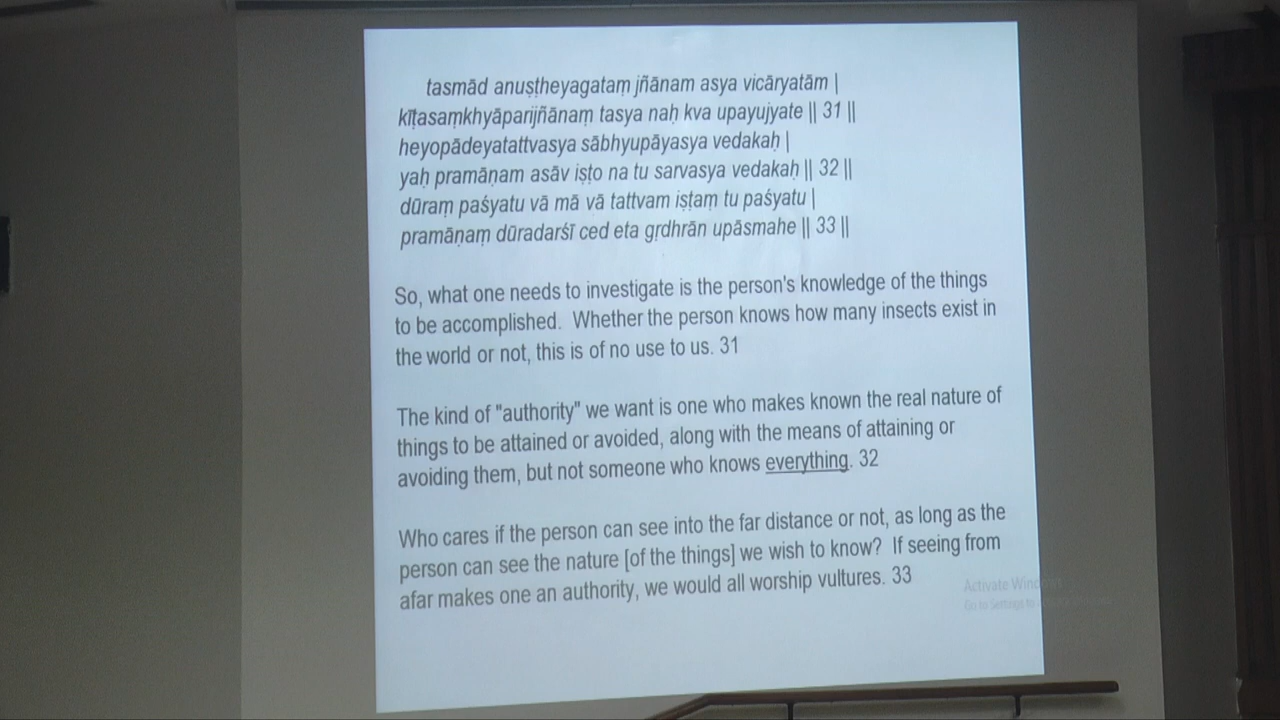 tasmād anuṣṭheyagataṃ jñānam asya vicāryatām |
kīṭasaṃkhyāparijñānaṃ tasya naḥ kva upayujyate || 31 ||
heyopādeyatattvasya sābhyupāyasya vedakaḥ |
yaḥ pramāṇam asāv iṣṭo na tu sarvasya vedakaḥ || 32 ||
dūraṃ paśyatu vā mā vā tattvam iṣṭaṃ tu paśyatu |
pramāṇaṃ dūradarśī ced eta gṛdhrān upāsmahe || 33 ||
So, what one needs to investigate is the person's knowledge of the things
to be accomplished. Whether the person knows how many insects exist in
the world or not, this is of no use to us. 31
The kind of "authority" we want is one who makes known the real nature of
things to be attained or avoided, along with the means of attaining or
avoiding them, but not someone who knows everything. 32
Who cares if the person can see into the far distance or not, as long as the
person can see the nature [of the things] we wish to know? If seeing from
afar makes one an authority, we would all worship vultures. 33
Activate
Go to Settings to